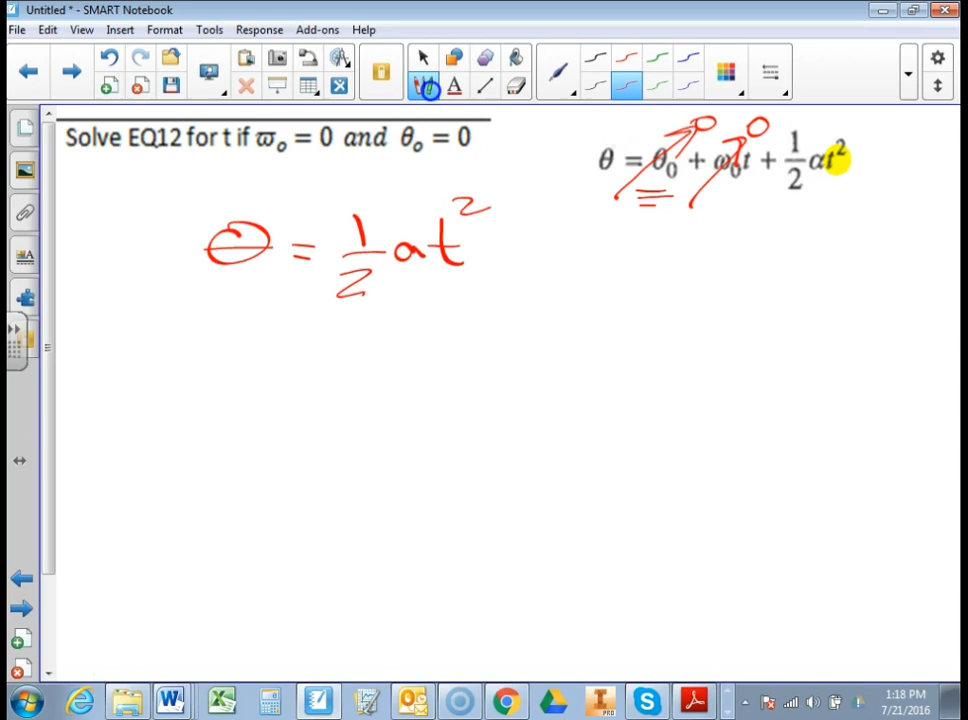 Untitled * - SMART Notebook
File Edit View Insert Format Tools Response Add-ons Help
Solve EQ12 for t if ϖₒ = 0 and θₒ = 0
θ = θ₀ + ω₀t + 1/2 αt²
0 0
θ = 1/2 at²
1:18 PM
7/21/2016